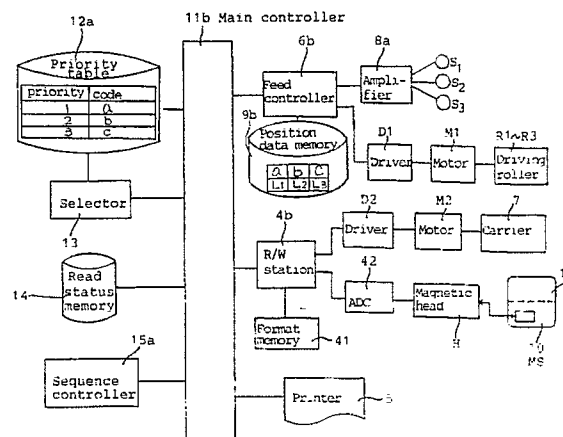 11b Main controller
12a
Priority table
priority code
1 a
2 b
3 c
Selector
13
14
Read status memory
15a
Sequence controller
6b
Feed controller
8a
Amplifier
S1
S2
S3
9b
Position data memory
a b c
L1 L2 L3
D1
Driver
M1
Motor
R1~R3
Driving roller
4b
R/W station
D2
Driver
M2
Motor
7
Carrier
42
ADC
Magnetic head
H
1
10
MS
Format memory
41
Printer